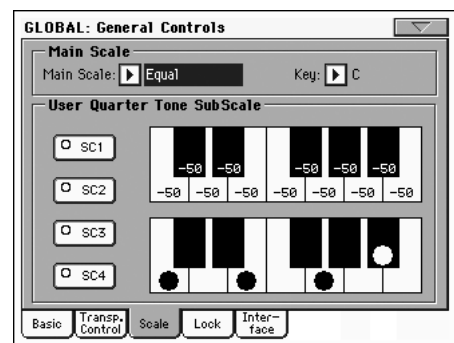 GLOBAL: General Controls
Main Scale
Main Scale: Equal Key: C
User Quarter Tone SubScale
SC1
-50 -50 -50 -50 -50
SC2
-50 -50 -50 -50 -50 -50 -50
SC3
SC4
Basic Transp. Control Scale Lock Inter-face